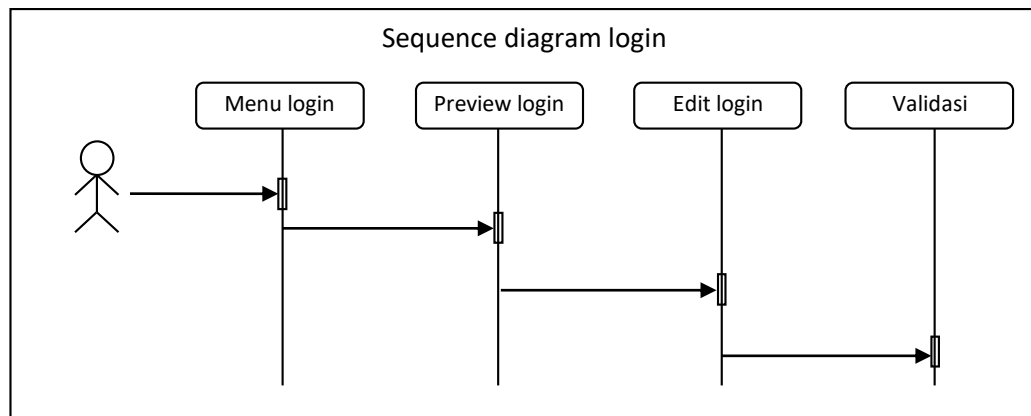 Sequence diagram login
Menu login
Preview login
Edit login
Validasi